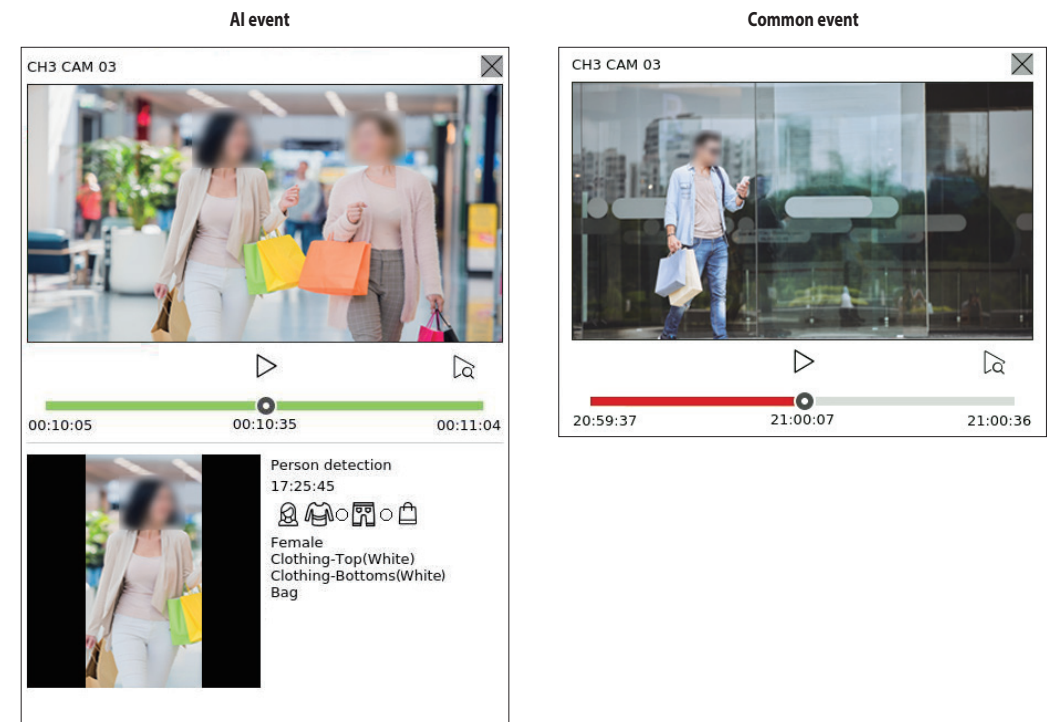 AI event
CH3 CAM 03
00:10:05
00:10:35
00:11:04
Person detection
17:25:45
Female
Clothing-Top(White)
Clothing-Bottoms(White)
Bag
Common event
CH3 CAM 03
20:59:37
21:00:07
21:00:36